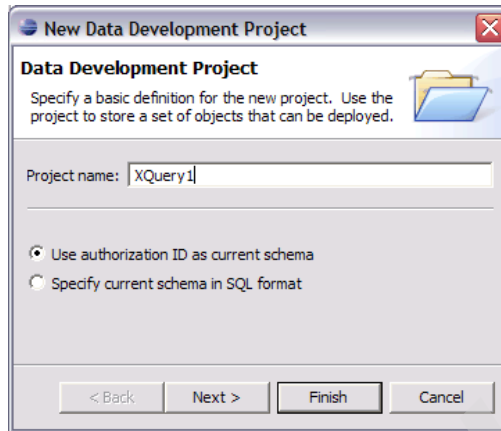 New Data Development Project
Data Development Project
Specify a basic definition for the new project. Use the
project to store a set of objects that can be deployed.
Project name: XQuery1
Use authorization ID as current schema
Specify current schema in SQL format
< Back Next > Finish Cancel